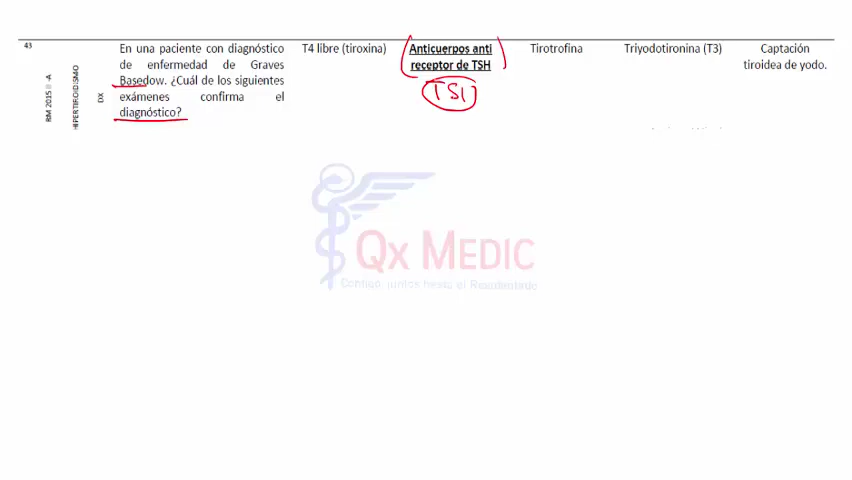 43
RM 2015 -A
HIPERTIROIDISMO
DX
En una paciente con diagnóstico
de enfermedad de Graves
Basedow. ¿Cuál de los siguientes
exámenes confirma el
diagnóstico?
T4 libre (tiroxina)
Anticuerpos anti
receptor de TSH
TSI
Tirotrofina
Triyodotironina (T3)
Captación
tiroidea de yodo.
QX MEDIC
Contigo juntos hasta el Residentado